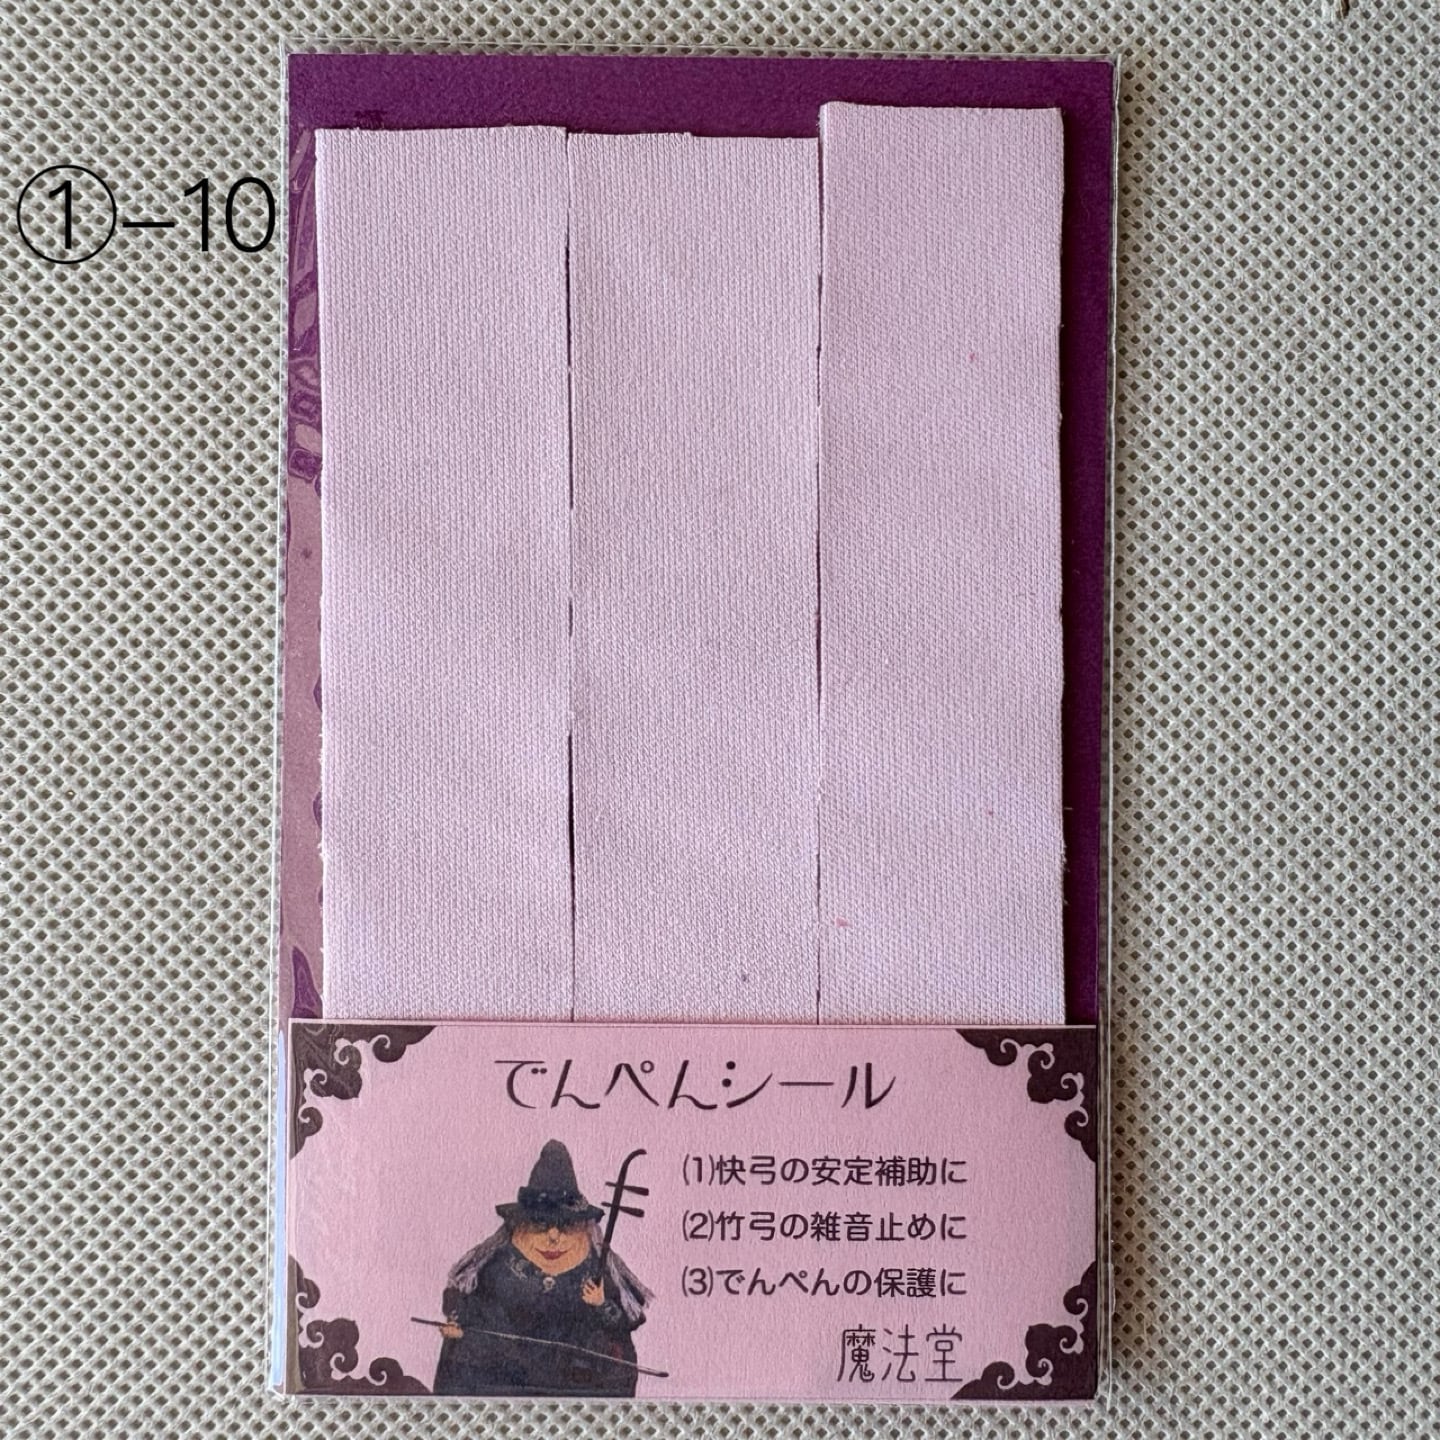 ①–10
でんぺんシール
⑴快弓の安定補助に
⑵竹弓の雑音止めに
⑶でんぺんの保護に
魔法堂